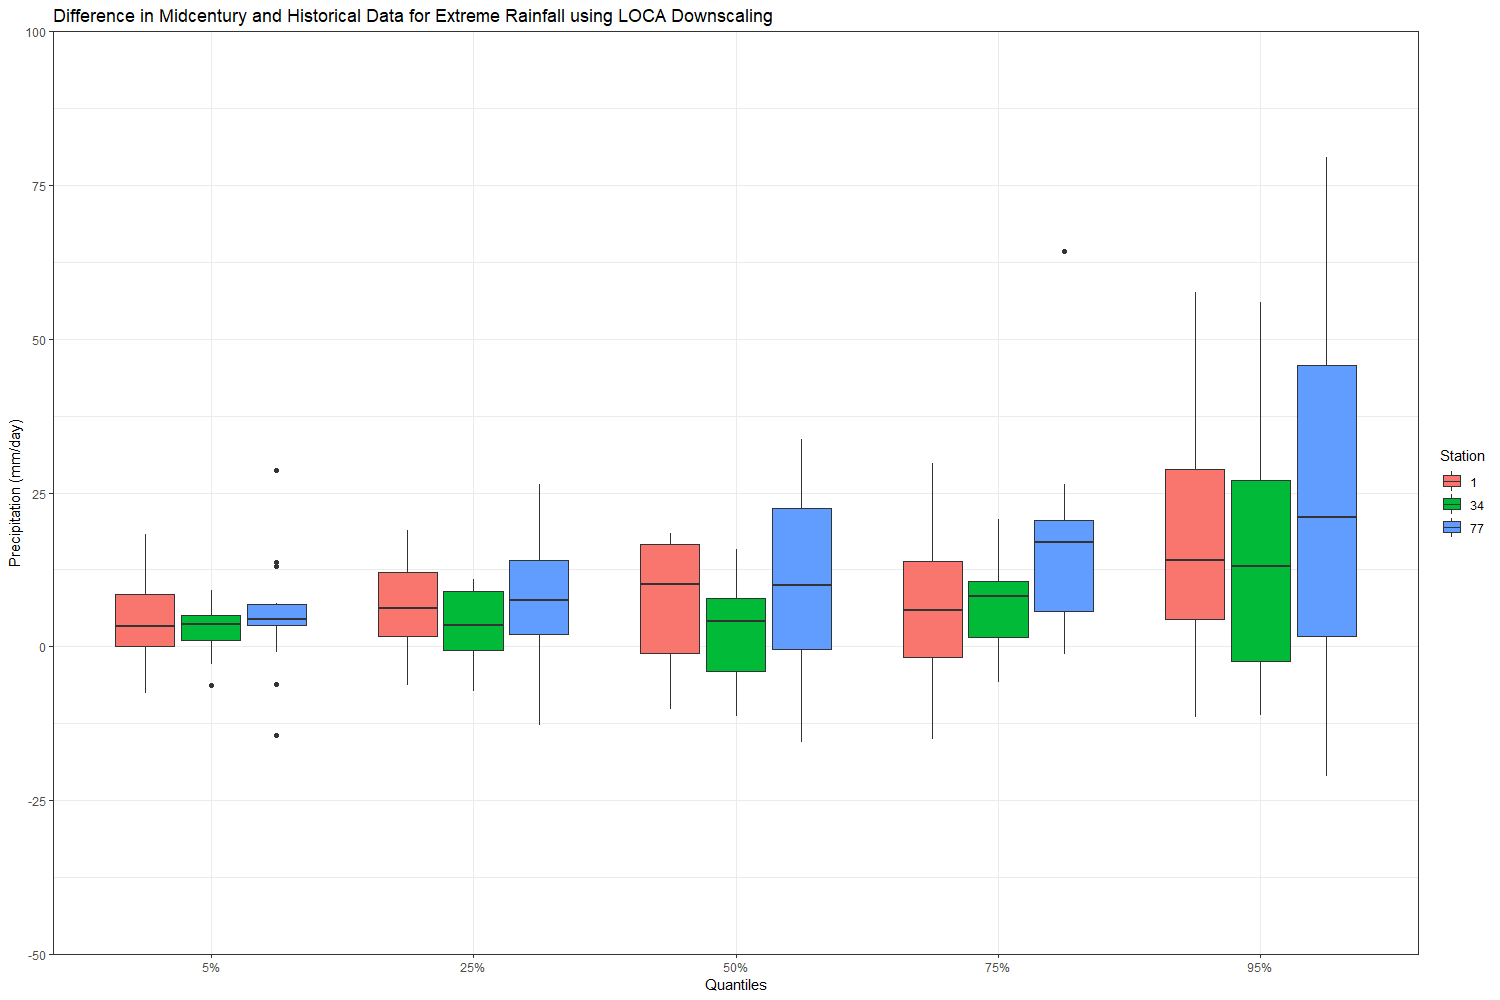 Difference in Midcentury and Historical Data for Extreme Rainfall using LOCA Downscaling
100
75
50
25
0
-25
-50
Precipitation (mm/day)
5% 25% 50% 75% 95%
Quantiles
Station
1
34
77